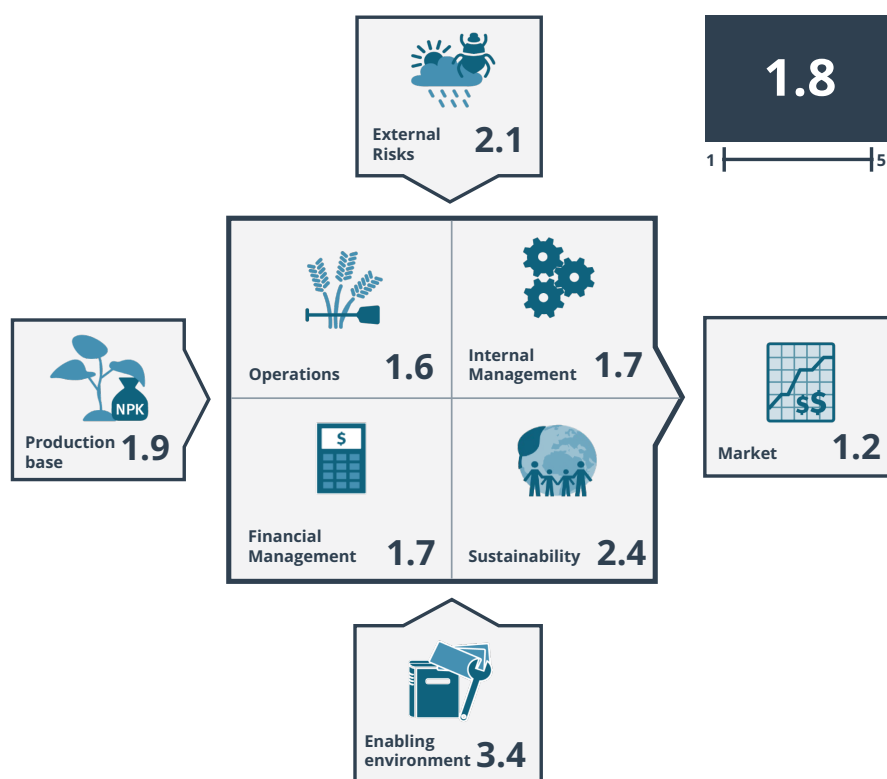 External
Risks
2.1
1.8
1
5
Operations
1.6
Internal
Management
1.7
NPK
Production
base
1.9
$
Financial
Management
1.7
Sustainability
2.4
$$
Market
1.2
Enabling
environment
3.4